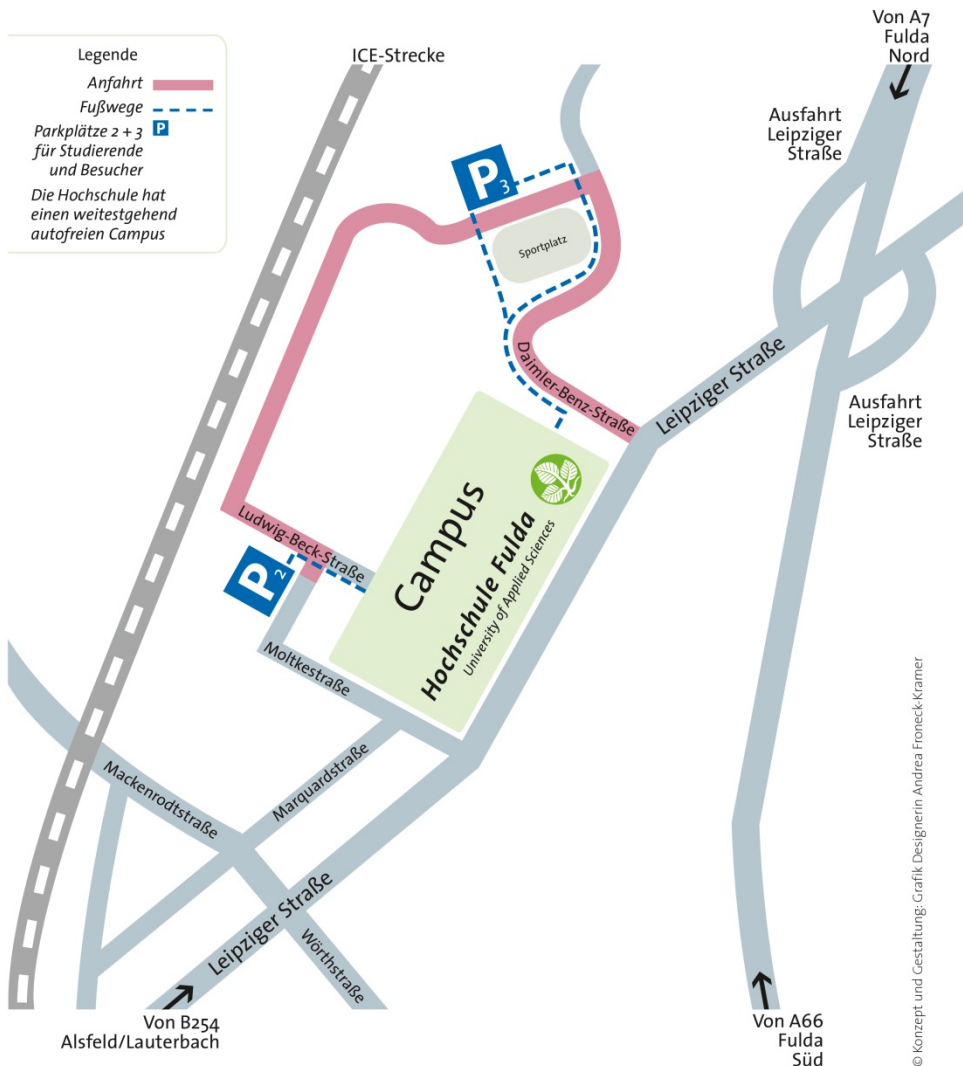 Legende
Anfahrt
Fußwege
Parkplätze 2 + 3
für Studierende
und Besucher
P
Die Hochschule hat
einen weitestgehend
autofreien Campus
ICE-Strecke
Von A7
Fulda
Nord
Ausfahrt
Leipziger
Straße
P3
Sportplatz
Daimler-Benz-Straße
Leipziger Straße
Ausfahrt
Leipziger
Straße
Ludwig-Beck-Straße
P2
Campus
Hochschule Fulda
University of Applied Sciences
Moltkestraße
Marquardstraße
Mackenrodtstraße
Leipziger Straße
Wörthstraße
Von B254
Alsfeld/Lauterbach
Von A66
Fulda
Süd
© Konzept und Gestaltung: Grafik Designerin Andrea Froneck-Kramer